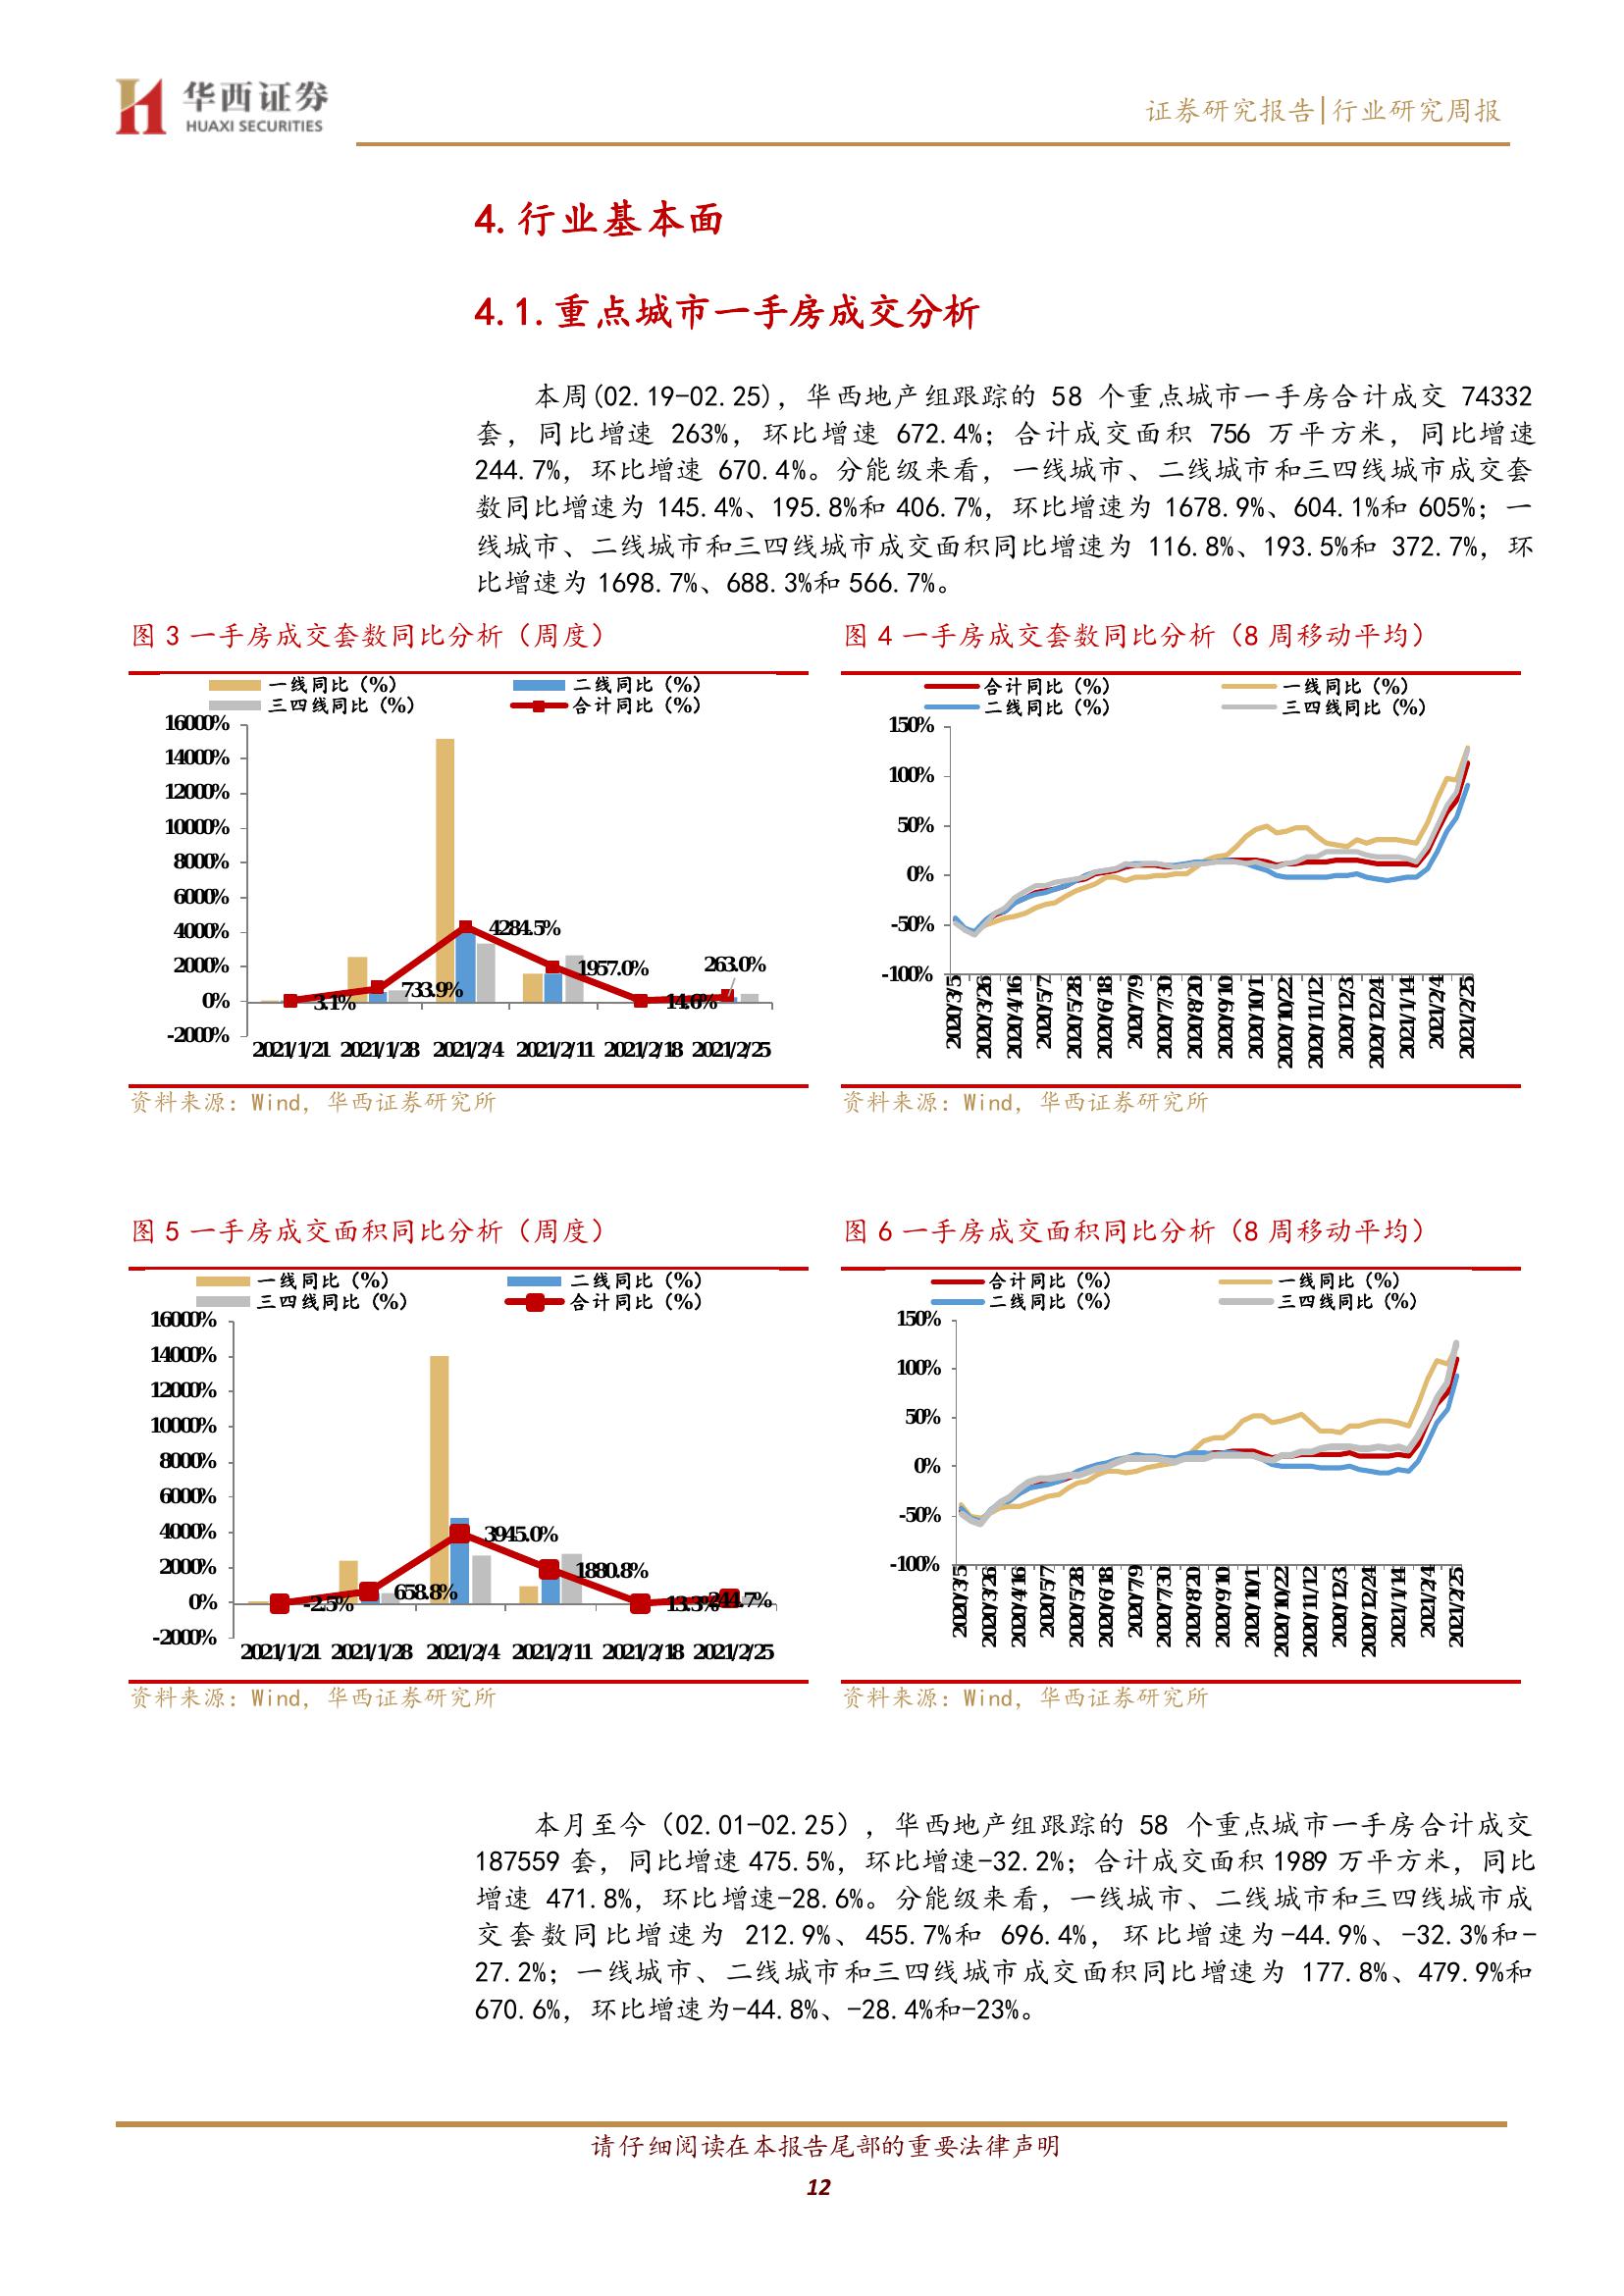 华西证券
HUAXI SECURITIES
证券研究报告|行业研究周报
4.行业基本面
4.1.重点城市一手房成交分析
本周(02.19-02.25)，华西地产组跟踪的 58 个重点城市一手房合计成交 74332
套，同比增速 263%，环比增速 672.4%；合计成交面积 756 万平方米，同比增速
244.7%，环比增速 670.4%。分能级来看，一线城市、二线城市和三四线城市成交套
数同比增速为 145.4%、195.8%和 406.7%，环比增速为 1678.9%、604.1%和 605%；一
线城市、二线城市和三四线城市成交面积同比增速为 116.8%、193.5%和 372.7%，环
比增速为 1698.7%、688.3%和 566.7%。
图 3 一手房成交套数同比分析（周度）
一线同比（%）
二线同比（%）
三四线同比（%）
合计同比（%）
16000%
14000%
12000%
10000%
8000%
6000%
4000%
2000%
0%
-2000%
3.1%
733.9%
4284.5%
1957.0%
14.6%
263.0%
2021/1/21 2021/1/28 2021/2/4 2021/2/11 2021/2/18 2021/2/25
资料来源：Wind，华西证券研究所
图 4 一手房成交套数同比分析（8 周移动平均）
合计同比（%）
一线同比（%）
二线同比（%）
三四线同比（%）
150%
100%
50%
0%
-50%
-100%
2020/3/5
2020/3/26
2020/4/16
2020/5/7
2020/5/28
2020/6/18
2020/7/9
2020/7/30
2020/8/20
2020/9/10
2020/10/1
2020/10/22
2020/11/12
2020/12/3
2020/12/24
2021/1/14
2021/2/4
2021/2/25
资料来源：Wind，华西证券研究所
图 5 一手房成交面积同比分析（周度）
一线同比（%）
二线同比（%）
三四线同比（%）
合计同比（%）
16000%
14000%
12000%
10000%
8000%
6000%
4000%
2000%
0%
-2000%
-2.5%
658.8%
3945.0%
1880.8%
13.3%
244.7%
2021/1/21 2021/1/28 2021/2/4 2021/2/11 2021/2/18 2021/2/25
资料来源：Wind，华西证券研究所
图 6 一手房成交面积同比分析（8 周移动平均）
合计同比（%）
一线同比（%）
二线同比（%）
三四线同比（%）
150%
100%
50%
0%
-50%
-100%
2020/3/5
2020/3/26
2020/4/16
2020/5/7
2020/5/28
2020/6/18
2020/7/9
2020/7/30
2020/8/20
2020/9/10
2020/10/1
2020/10/22
2020/11/12
2020/12/3
2020/12/24
2021/1/14
2021/2/4
2021/2/25
资料来源：Wind，华西证券研究所
本月至今（02.01-02.25），华西地产组跟踪的 58 个重点城市一手房合计成交
187559 套，同比增速 475.5%，环比增速-32.2%；合计成交面积 1989 万平方米，同比
增速 471.8%，环比增速-28.6%。分能级来看，一线城市、二线城市和三四线城市成
交套数同比增速为 212.9%、455.7%和 696.4%，环比增速为-44.9%、-32.3%和-
27.2%；一线城市、二线城市和三四线城市成交面积同比增速为 177.8%、479.9%和
670.6%，环比增速为-44.8%、-28.4%和-23%。
请仔细阅读在本报告尾部的重要法律声明
12